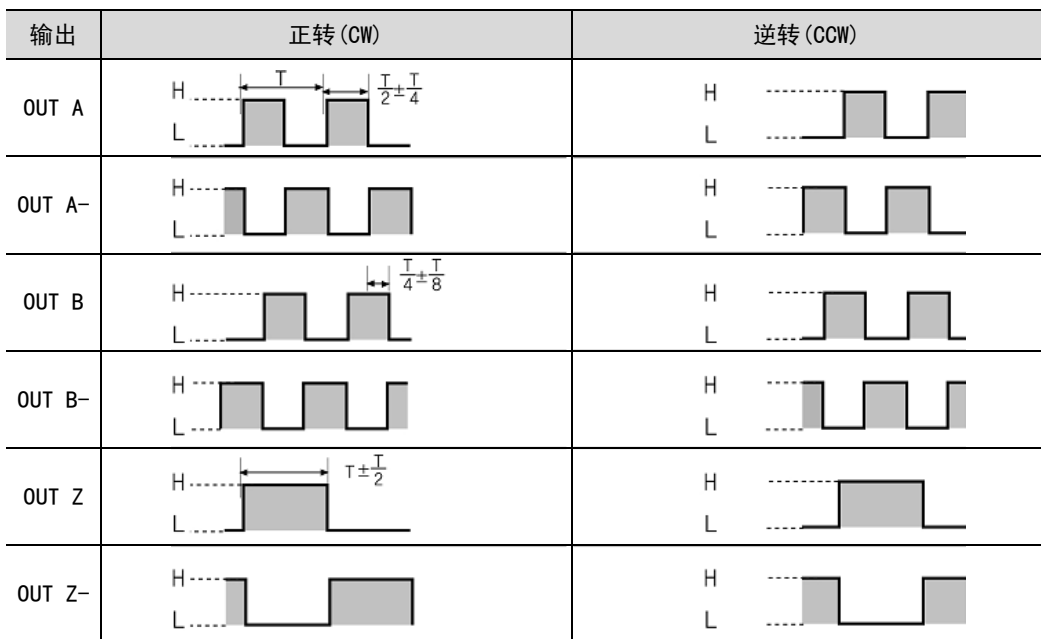 输出 正转(CW) 逆转(CCW)
OUT A H L T T/2±T/4 H L
OUT A- H L H L
OUT B H L T/4±T/8 H L
OUT B- H L H L
OUT Z H L T±T/2 H L
OUT Z- H L H L